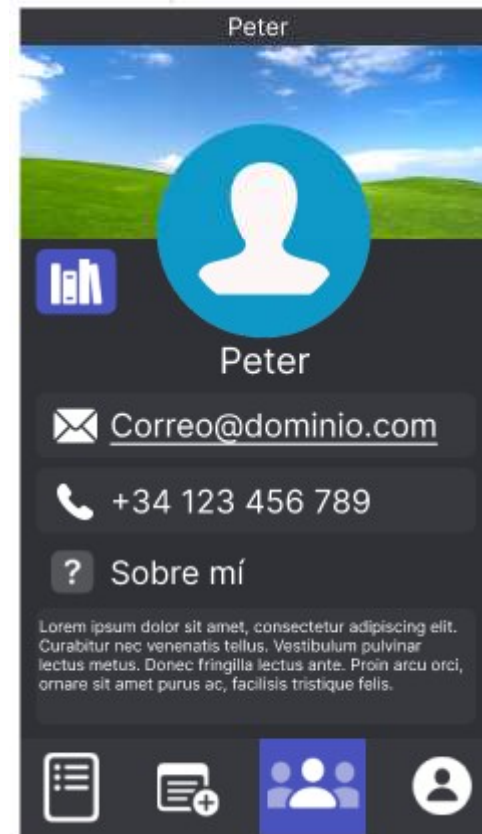 Peter
Peter
Correo@dominio.com
+34 123 456 789
?
Sobre mí
Lorem ipsum dolor sit amet, consectetur adipiscing elit.
Curabitur nec venenatis tellus. Vestibulum pulvinar
lectus metus. Donec fringilla lectus ante. Proin arcu orci,
ornare sit amet purus ac, facilisis tristique felis.